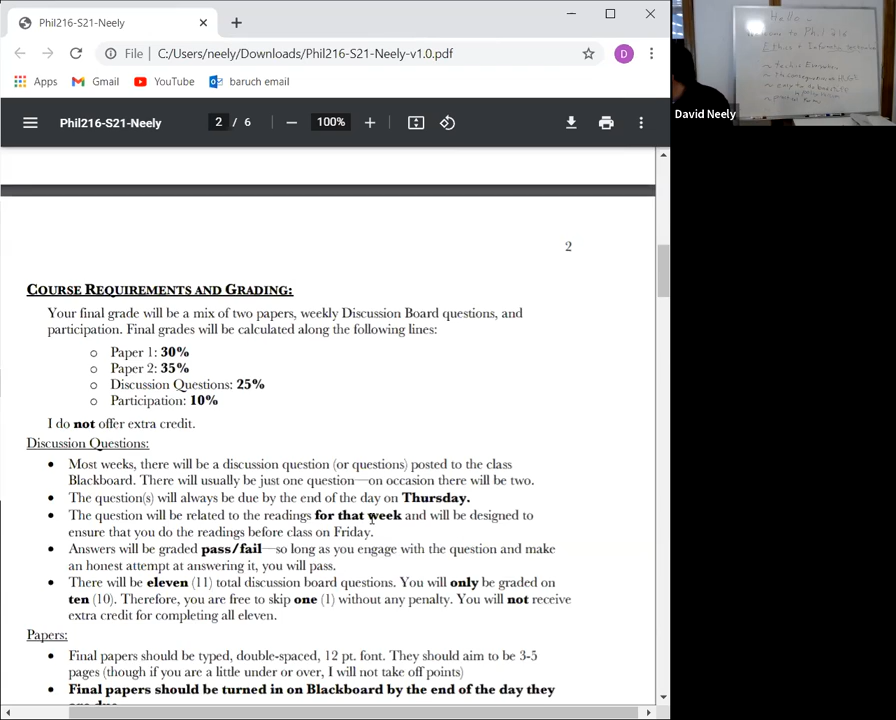 Phil216-S21-Neely
File C:/Users/neely/Downloads/Phil216-S21-Neely-v1.0.pdf
D
Apps Gmail YouTube baruch email
Phil216-S21-Neely 2 / 6 100%
2
COURSE REQUIREMENTS AND GRADING:
Your final grade will be a mix of two papers, weekly Discussion Board questions, and
participation. Final grades will be calculated along the following lines:
Paper 1: 30%
Paper 2: 35%
Discussion Questions: 25%
Participation: 10%
I do not offer extra credit.
Discussion Questions:
Most weeks, there will be a discussion question (or questions) posted to the class
Blackboard. There will usually be just one question—on occasion there will be two.
The question(s) will always be due by the end of the day on Thursday.
The question will be related to the readings for that week and will be designed to
ensure that you do the readings before class on Friday.
Answers will be graded pass/fail—so long as you engage with the question and make
an honest attempt at answering it, you will pass.
There will be eleven (11) total discussion board questions. You will only be graded on
ten (10). Therefore, you are free to skip one (1) without any penalty. You will not receive
extra credit for completing all eleven.
Papers:
Final papers should be typed, double-spaced, 12 pt. font. They should aim to be 3-5
pages (though if you are a little under or over, I will not take off points)
Final papers should be turned in on Blackboard by the end of the day they
are due
Hello
to Phil 216
Ethics +
David Neely